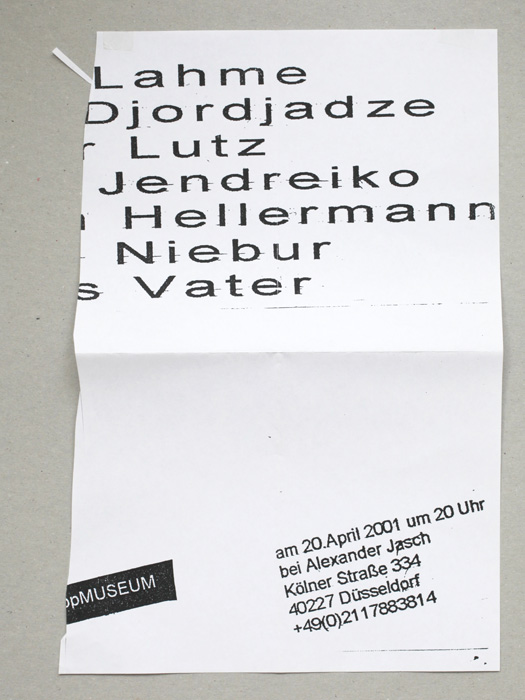 Lahme
Djordjadze
r Lutz
Jendreiko
Hellermann
Niebur
s Vater
ppMUSEUM
am 20.April 2001 um 20 Uhr
bei Alexander Jasch
Kölner Straße 334
40227 Düsseldorf
+49(0)2117883814